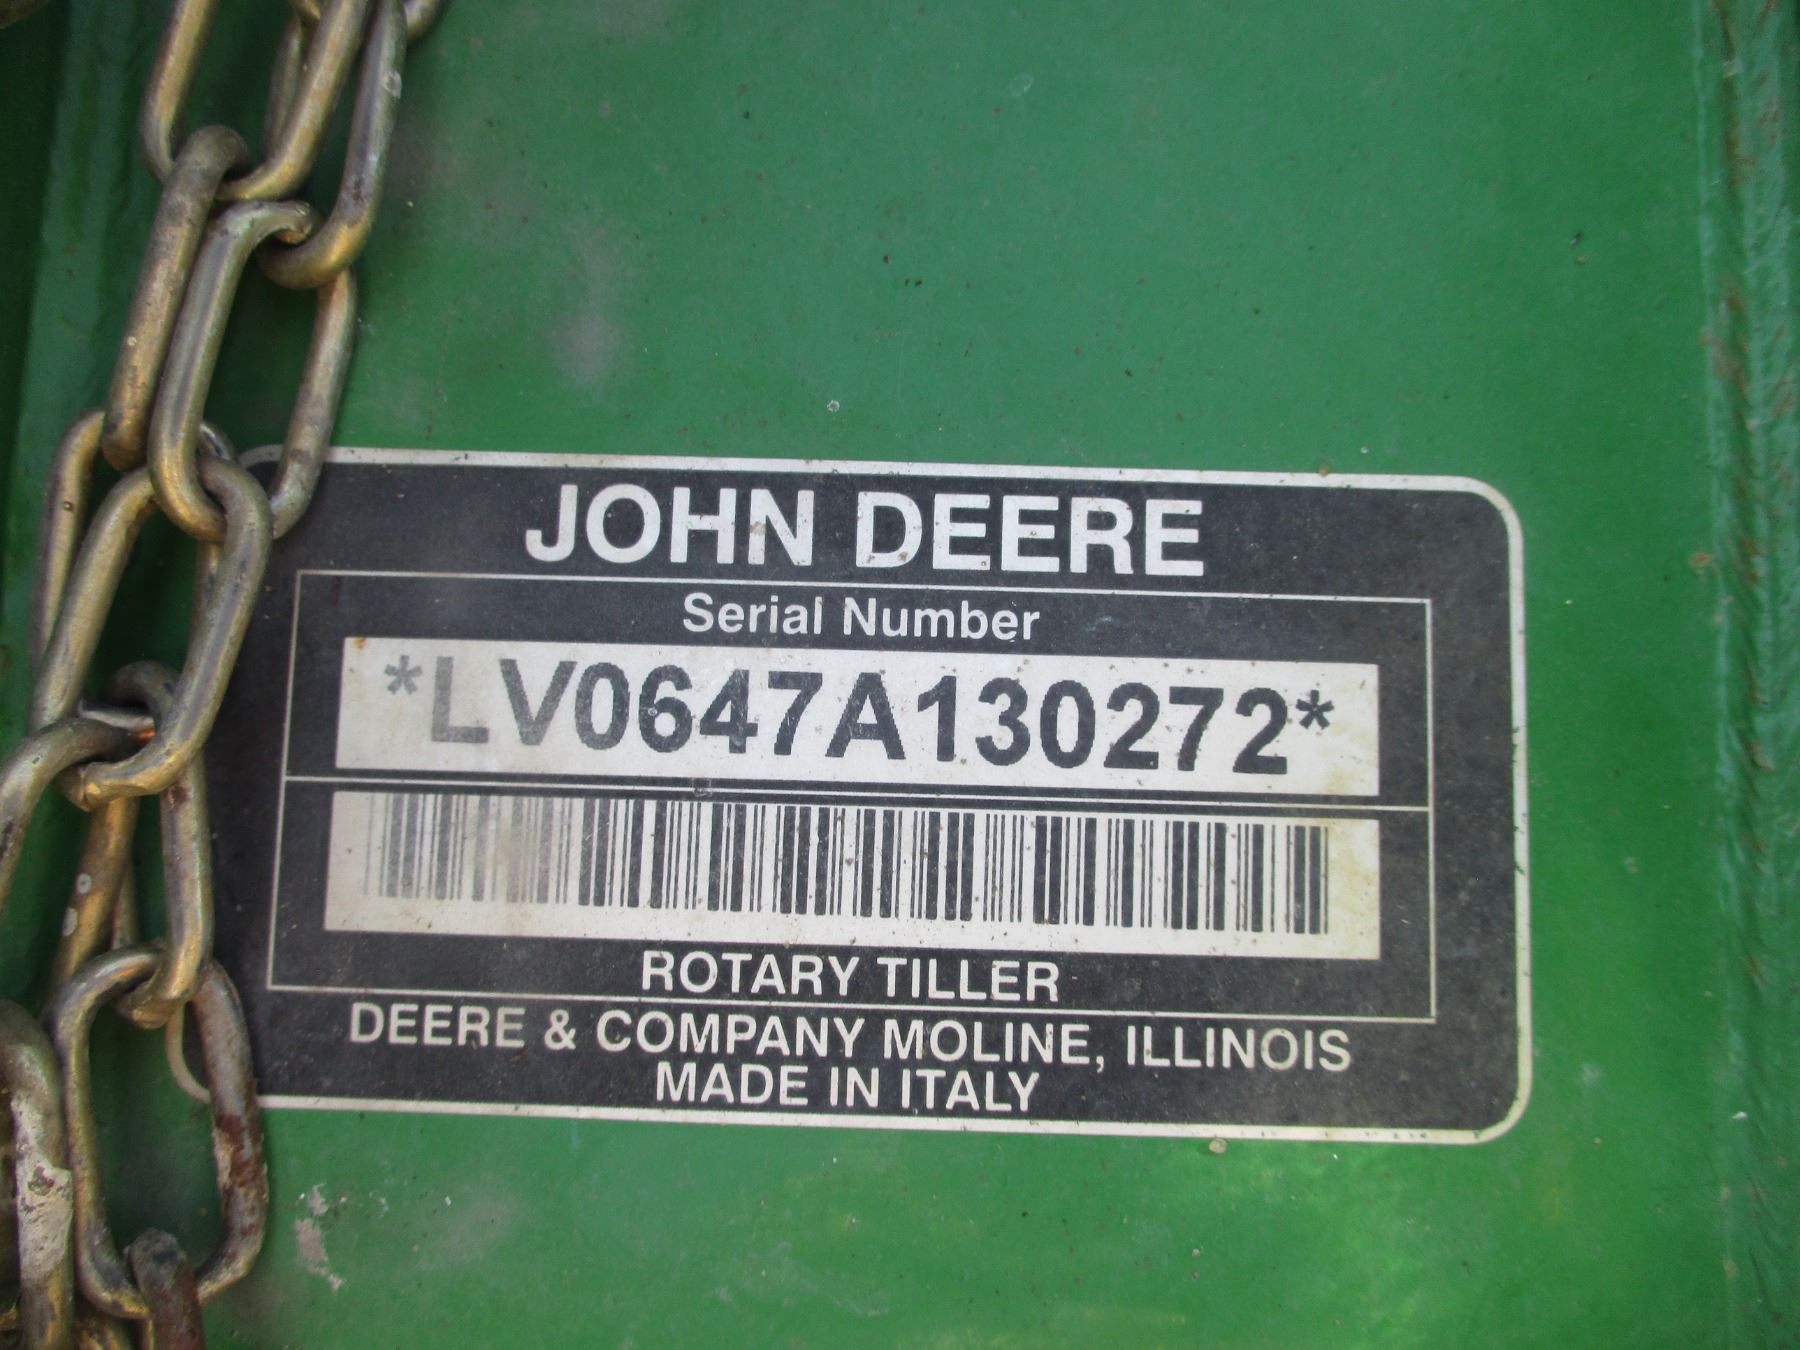 JOHN DEERE
Serial Number
*LV0647A130272*
ROTARY TILLER
DEERE & COMPANY MOLINE, ILLINOIS
MADE IN ITALY